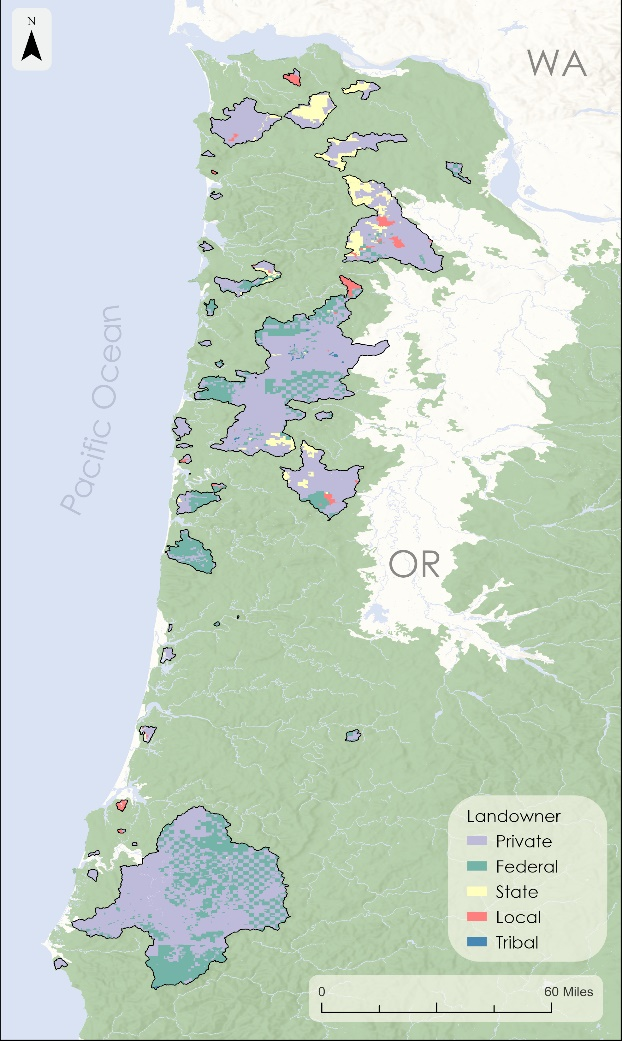 N
WA
Pacific Ocean
OR
Landowner
Private
Federal
State
Local
Tribal
0 60 Miles